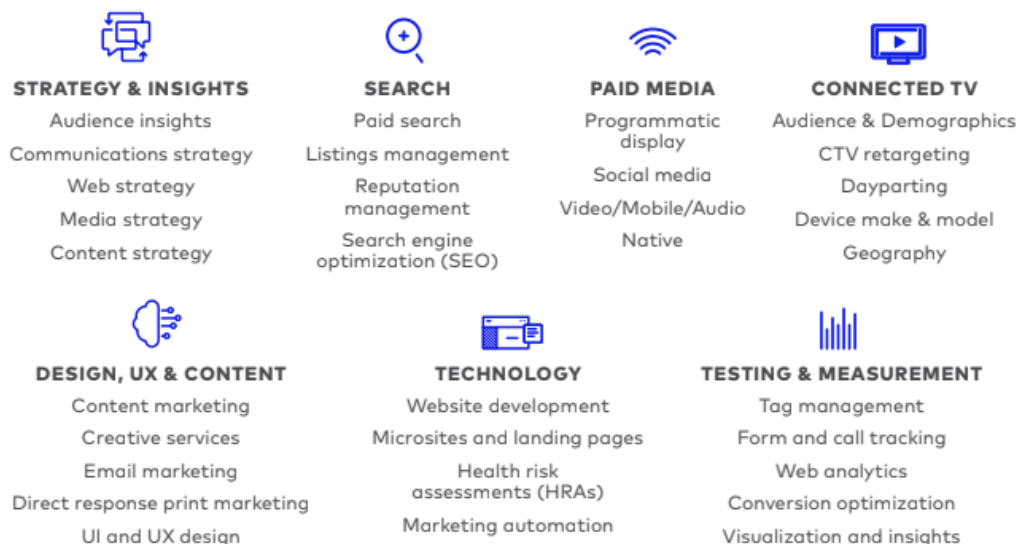 STRATEGY & INSIGHTS
Audience insights
Communications strategy
Web strategy
Media strategy
Content strategy
SEARCH
Paid search
Listings management
Reputation
management
Search engine
optimization (SEO)
PAID MEDIA
Programmatic
display
Social media
Video/Mobile/Audio
Native
CONNECTED TV
Audience & Demographics
CTV retargeting
Dayparting
Device make & model
Geography
DESIGN, UX & CONTENT
Content marketing
Creative services
Email marketing
Direct response print marketing
UI and UX design
TECHNOLOGY
Website development
Microsites and landing pages
Health risk
assessments (HRAs)
Marketing automation
TESTING & MEASUREMENT
Tag management
Form and call tracking
Web analytics
Conversion optimization
Visualization and insights